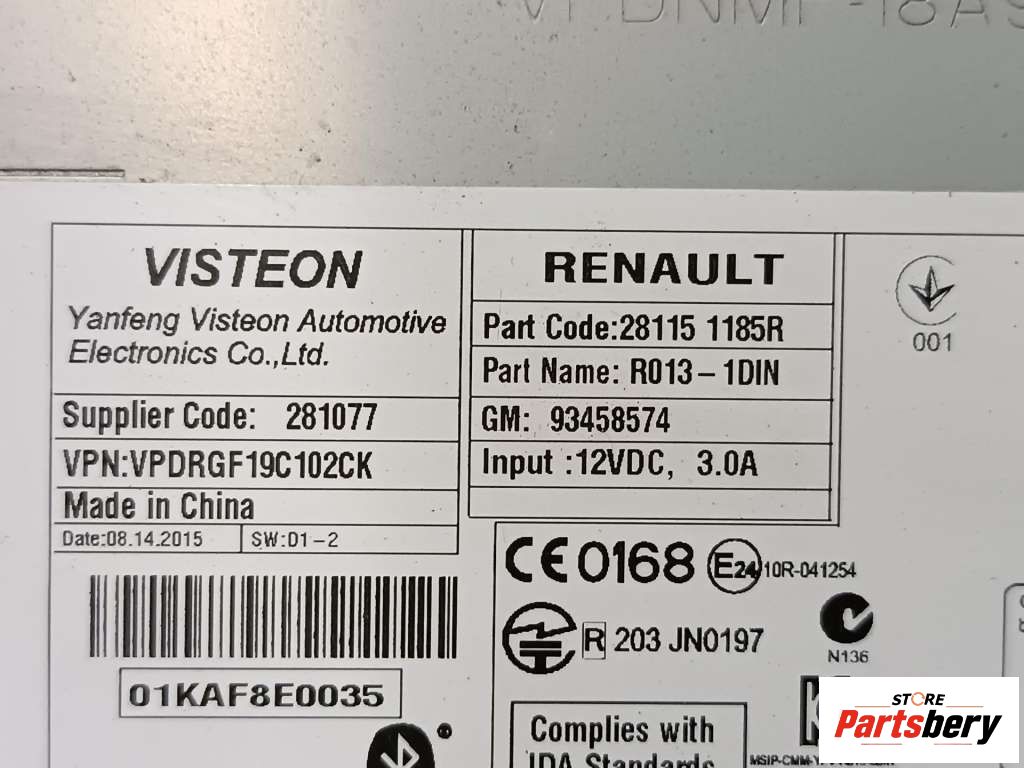 VISTEON
Yanfeng Visteon Automotive
Electronics Co.,Ltd.
Supplier Code: 281077
VPN:VPDRGF19C102CK
Made in China
Date:08.14.2015 SW:D1-2
01KAF8E0035
RENAULT
Part Code:28115 1185R
Part Name: R013-1DIN
GM: 93458574
Input :12VDC, 3.0A
001
CE0168 E24 10R-041254
R 203 JN0197
N136
Complies with
IDA Standards
STORE
Partsbery